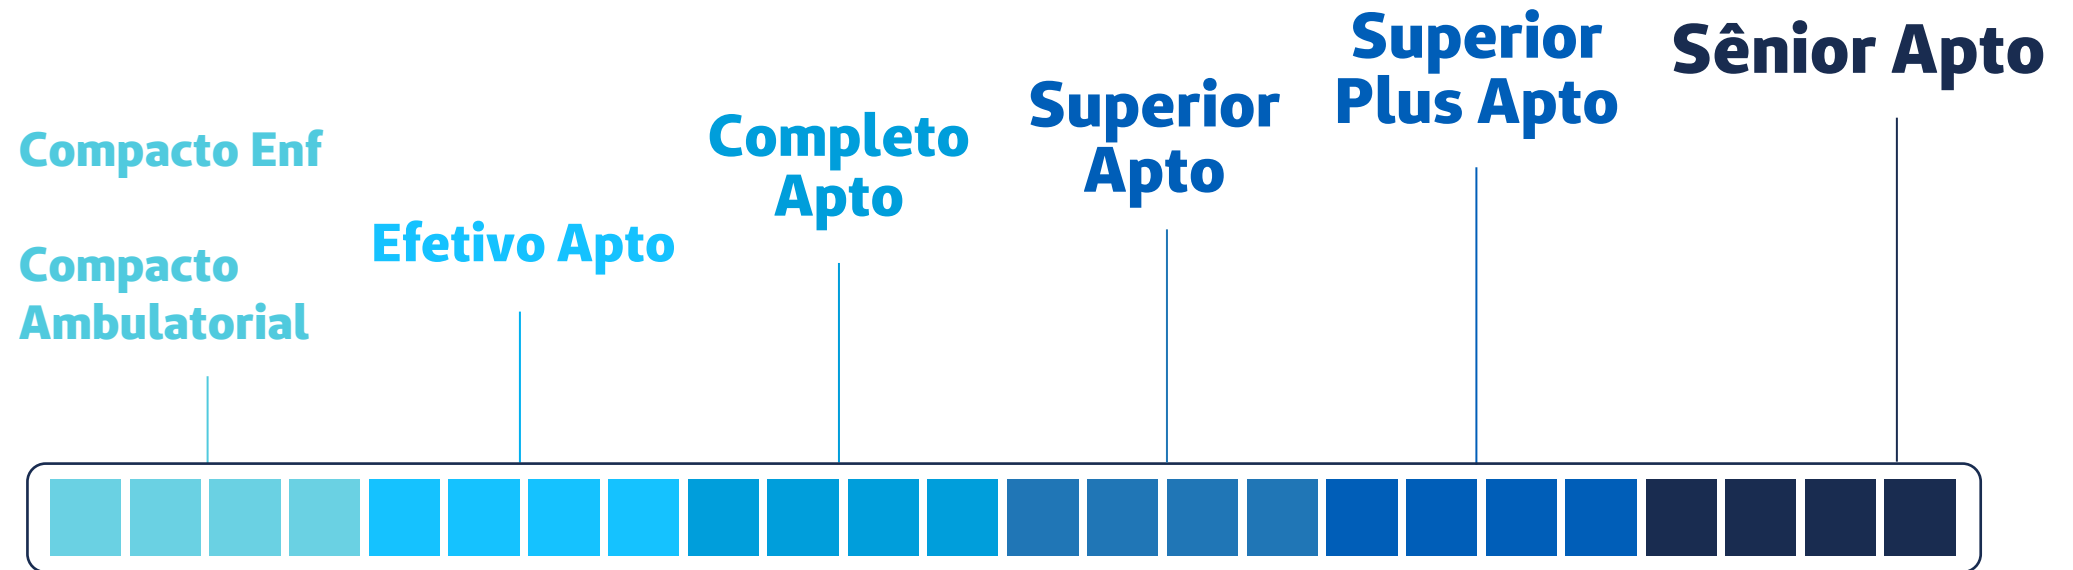 Compacto Enf
Compacto
Ambulatorial
Efetivo Apto
Completo
Apto
Superior
Apto
Superior
Plus Apto
Sênior Apto